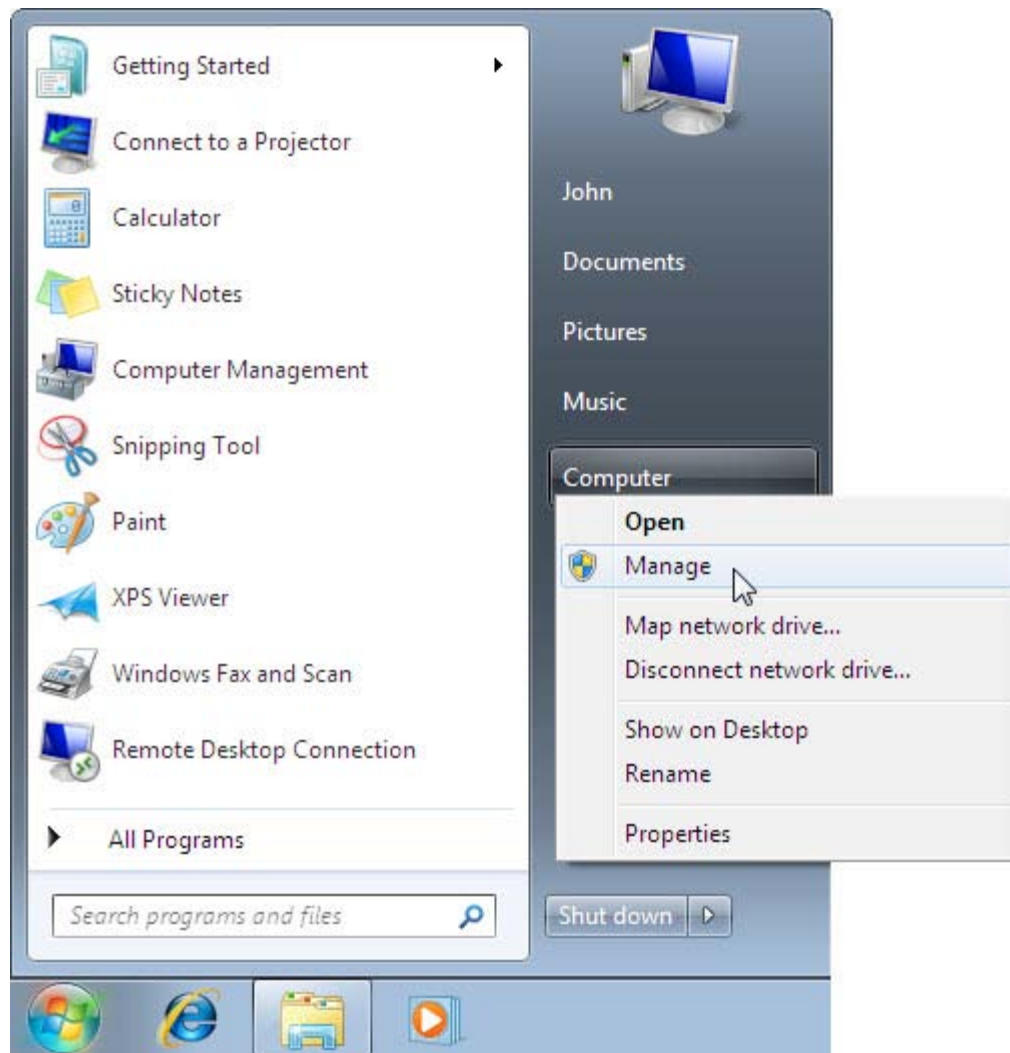 Getting Started
Connect to a Projector
Calculator
Sticky Notes
Computer Management
Snipping Tool
Paint
XPS Viewer
Windows Fax and Scan
Remote Desktop Connection
All Programs
Search programs and files
John
Documents
Pictures
Music
Computer
Open
Manage
Map network drive...
Disconnect network drive...
Show on Desktop
Rename
Properties
Shut down